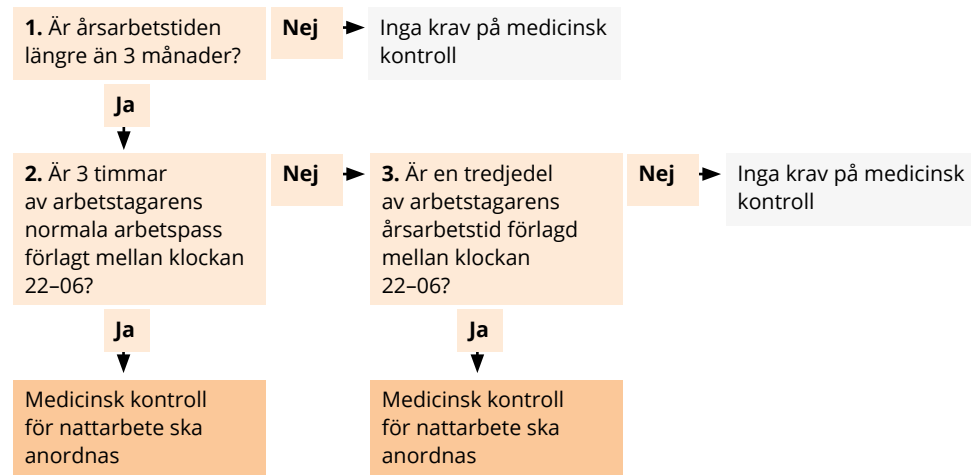 1. Är årsarbetstiden
längre än 3 månader?
Nej
Inga krav på medicinsk
kontroll
Ja
2. Är 3 timmar
av arbetstagarens
normala arbetspass
förlagt mellan klockan
22–06?
Nej
3. Är en tredjedel
av arbetstagarens
årsarbetstid förlagd
mellan klockan
22–06?
Nej
Inga krav på medicinsk
kontroll
Ja
Medicinsk kontroll
för nattarbete ska
anordnas
Ja
Medicinsk kontroll
för nattarbete ska
anordnas